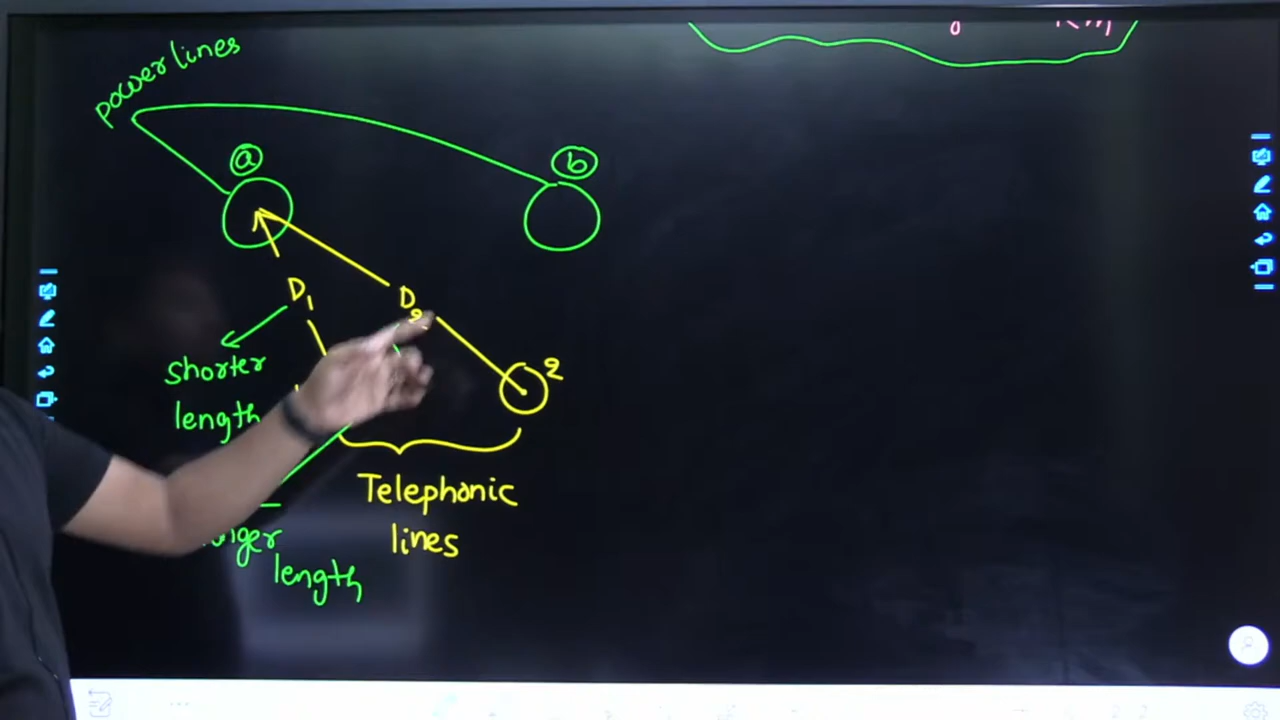 power lines
a
b
D1
D2
shorter
length
2
Telephonic
lines
length